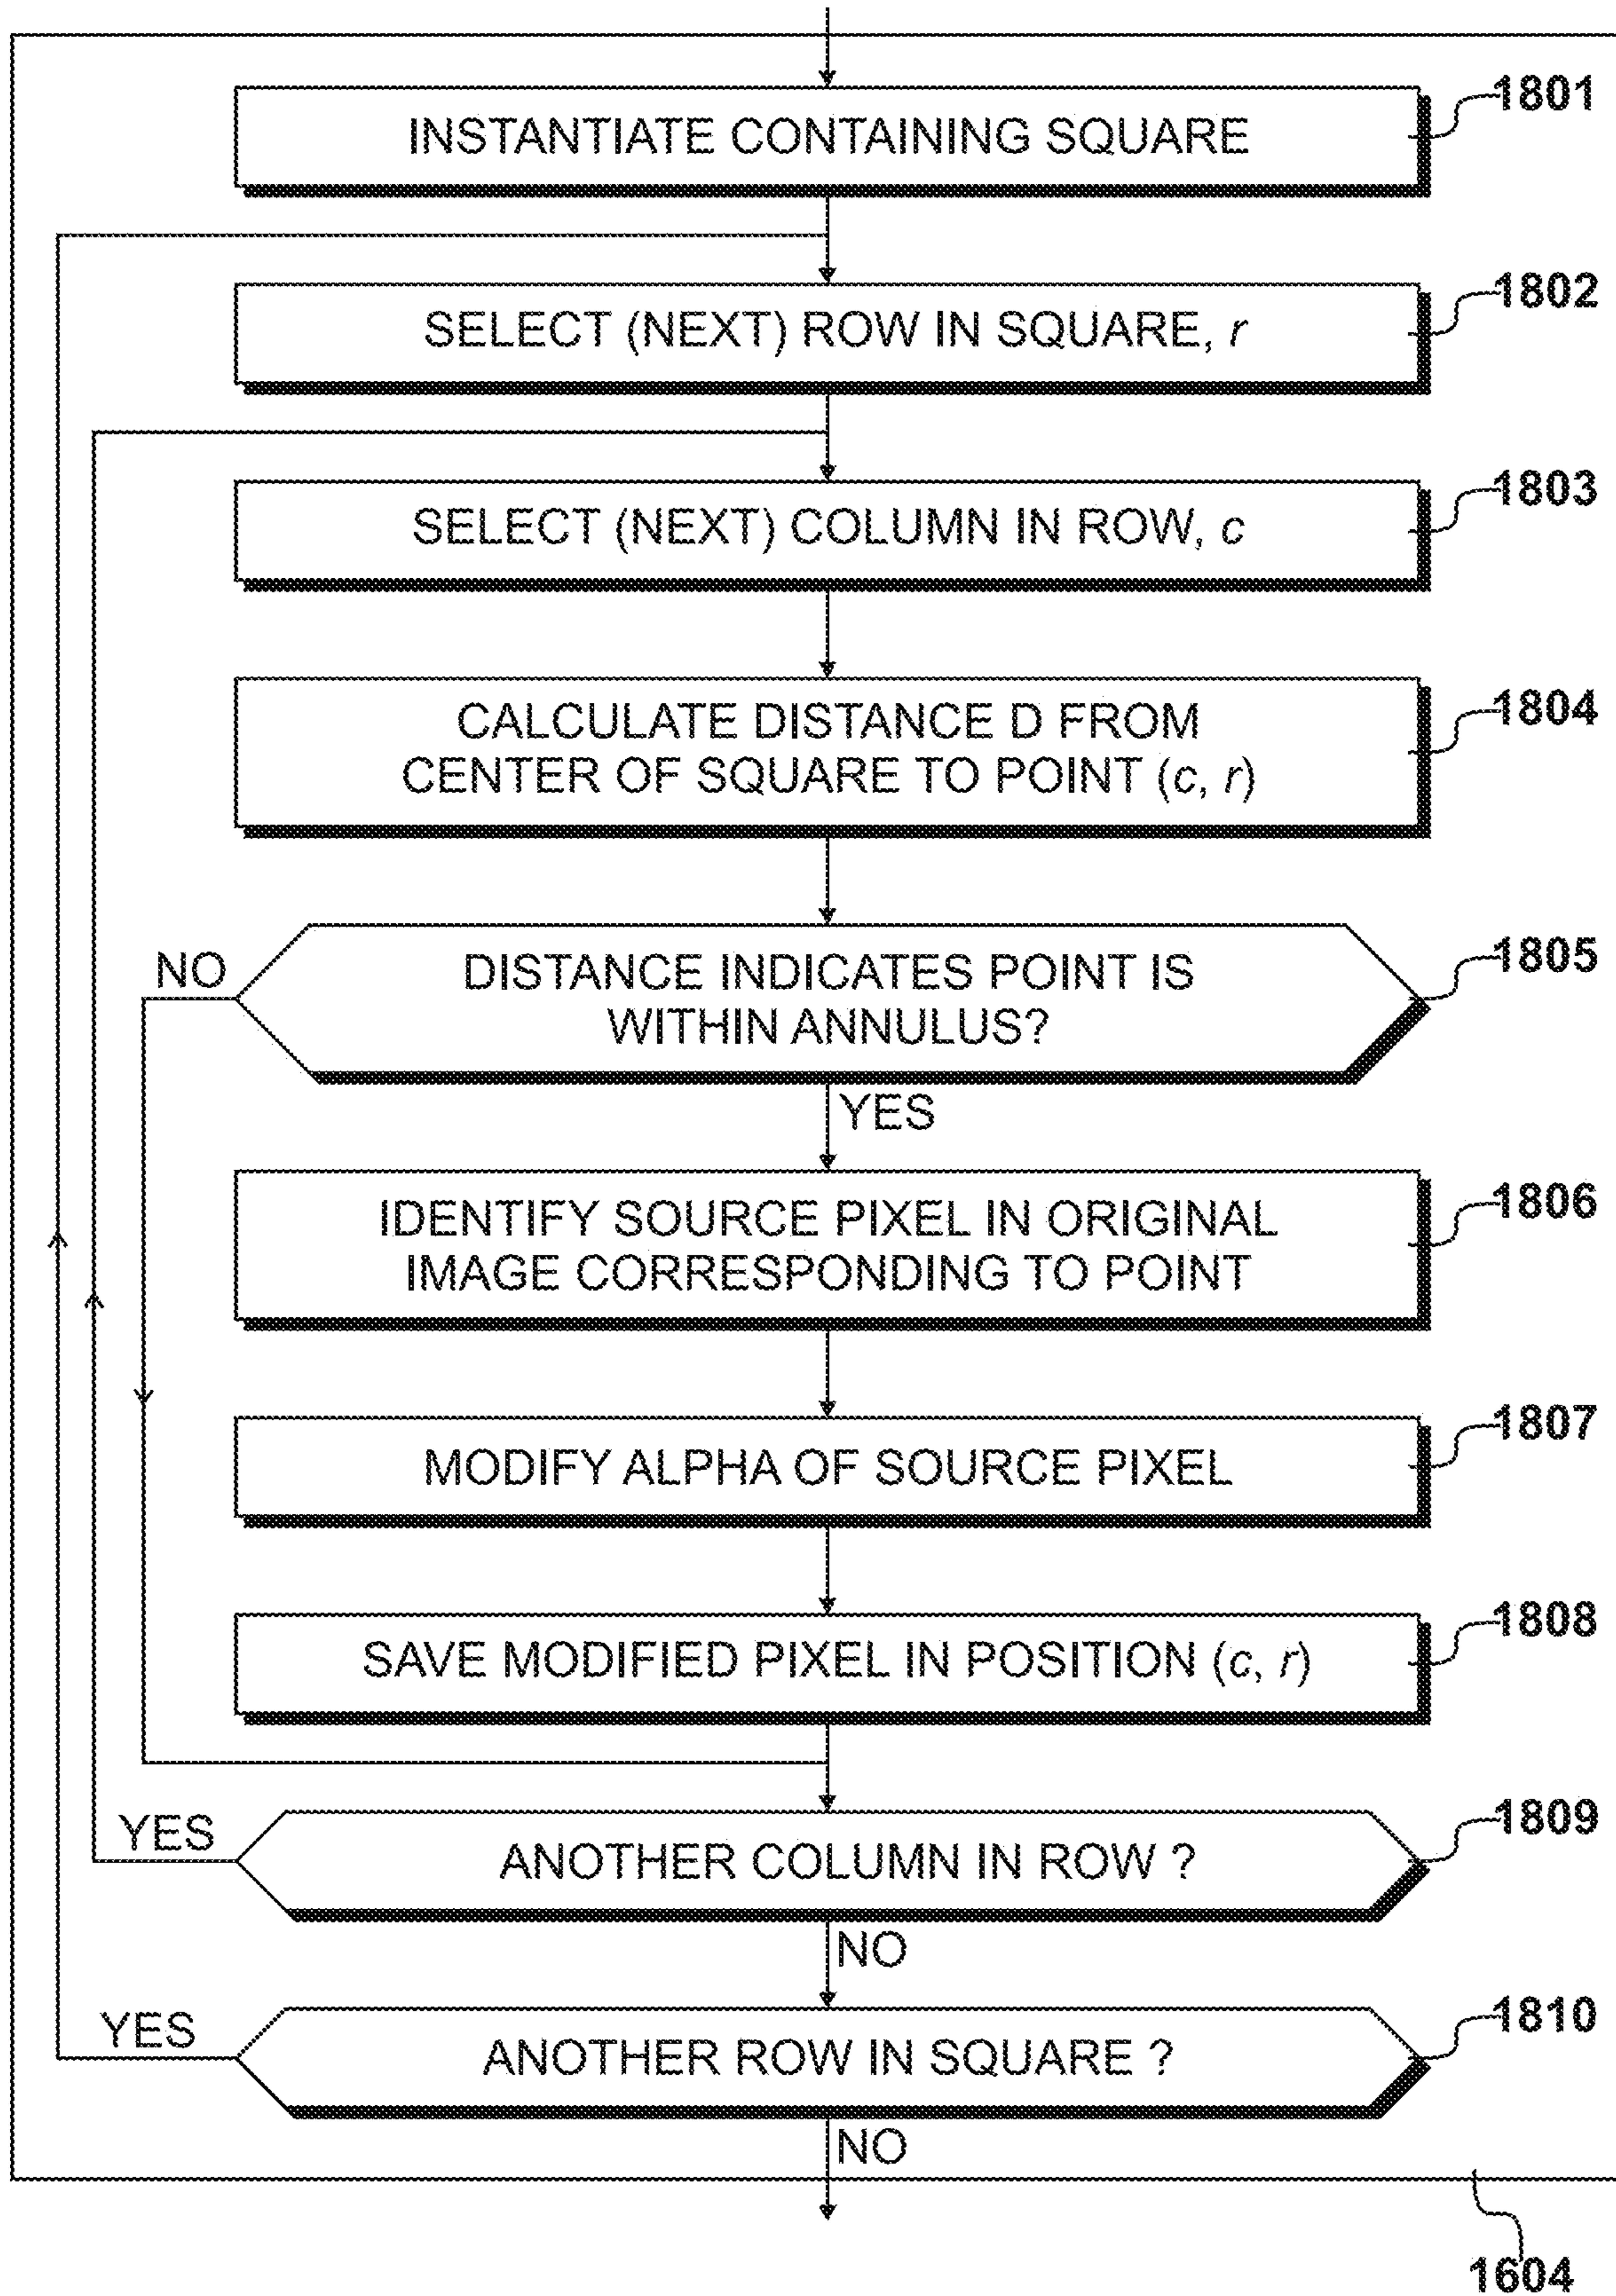 1801
INSTANTIATE CONTAINING SQUARE
1802
SELECT (NEXT) ROW IN SQUARE, r
1803
SELECT (NEXT) COLUMN IN ROW, c
1804
CALCULATE DISTANCE D FROM
CENTER OF SQUARE TO POINT (c, r)
1805
NO
DISTANCE INDICATES POINT IS
WITHIN ANNULUS?
YES
1806
IDENTIFY SOURCE PIXEL IN ORIGINAL
IMAGE CORRESPONDING TO POINT
1807
MODIFY ALPHA OF SOURCE PIXEL
1808
SAVE MODIFIED PIXEL IN POSITION (c, r)
1809
YES
ANOTHER COLUMN IN ROW ?
NO
1810
YES
ANOTHER ROW IN SQUARE ?
NO
1604